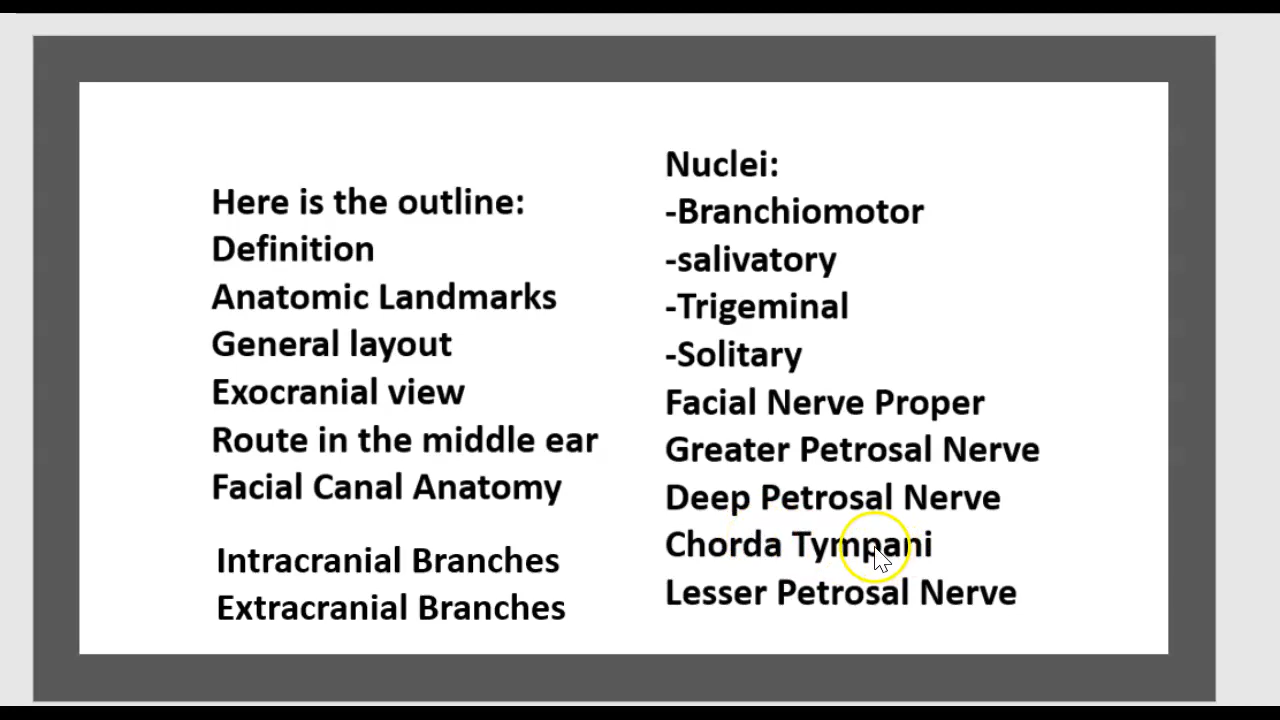 Here is the outline:
Definition
Anatomic Landmarks
General layout
Exocranial view
Route in the middle ear
Facial Canal Anatomy
Intracranial Branches
Extracranial Branches
Nuclei:
-Branchiomotor
-salivatory
-Trigeminal
-Solitary
Facial Nerve Proper
Greater Petrosal Nerve
Deep Petrosal Nerve
Chorda Tympani
Lesser Petrosal Nerve